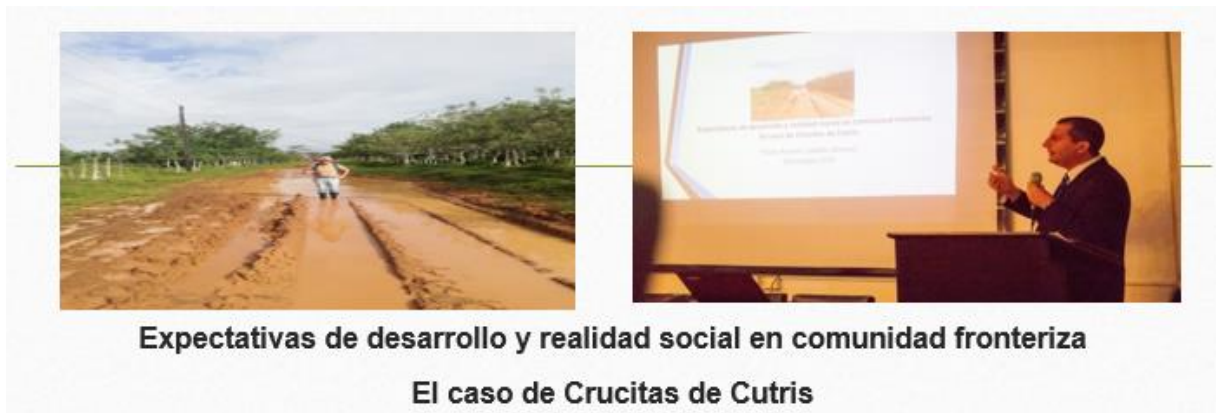 Expectativas de desarrollo y realidad social en comunidad fronteriza
El caso de Crucitas de Cutris